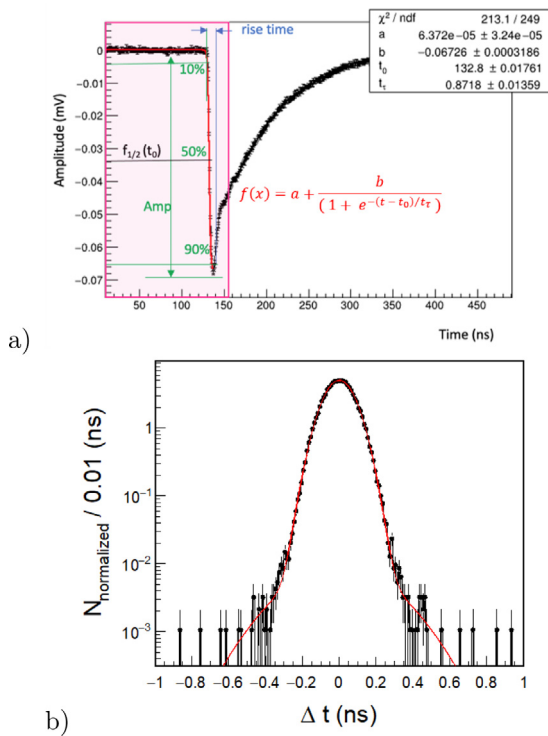 χ² / ndf 213.1 / 249
a 6.372e−05 ± 3.24e−05
b −0.06726 ± 0.0003186
t₀ 132.8 ± 0.01761
tτ 0.8718 ± 0.01359
rise time
Amplitude (mV)
0
−0.01
−0.02
−0.03
−0.04
−0.05
−0.06
−0.07
10%
f₁/₂(t₀)
50%
Amp
90%
f(x) = a + b / (1 + e^−(t−t₀)/tτ)
50 100 150 200 250 300 350 400 450
Time (ns)
a)
N normalized / 0.01 (ns)
1
10⁻¹
10⁻²
10⁻³
−1 −0.8 −0.6 −0.4 −0.2 0 0.2 0.4 0.6 0.8 1
Δ t (ns)
b)